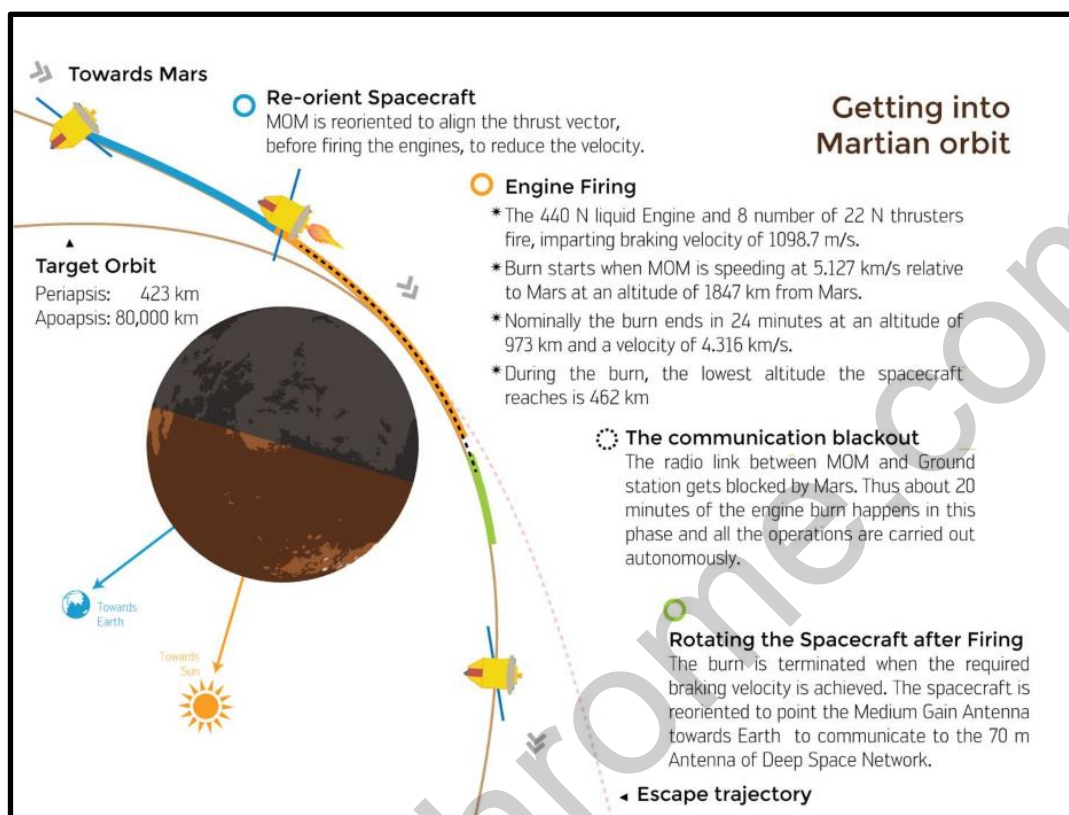 Towards Mars
Re-orient Spacecraft
MOM is reoriented to align the thrust vector,
before firing the engines, to reduce the velocity.
Getting into
Martian orbit
Engine Firing
* The 440 N liquid Engine and 8 number of 22 N thrusters
fire, imparting braking velocity of 1098.7 m/s.
* Burn starts when MOM is speeding at 5.127 km/s relative
to Mars at an altitude of 1847 km from Mars.
* Nominally the burn ends in 24 minutes at an altitude of
973 km and a velocity of 4.316 km/s.
* During the burn, the lowest altitude the spacecraft
reaches is 462 km
Target Orbit
Periapsis: 423 km
Apoapsis: 80,000 km
The communication blackout
The radio link between MOM and Ground
station gets blocked by Mars. Thus about 20
minutes of the engine burn happens in this
phase and all the operations are carried out
autonomously.
Towards
Earth
Towards
Sun
Rotating the Spacecraft after Firing
The burn is terminated when the required
braking velocity is achieved. The spacecraft is
reoriented to point the Medium Gain Antenna
towards Earth to communicate to the 70 m
Antenna of Deep Space Network.
Escape trajectory
hrome.com